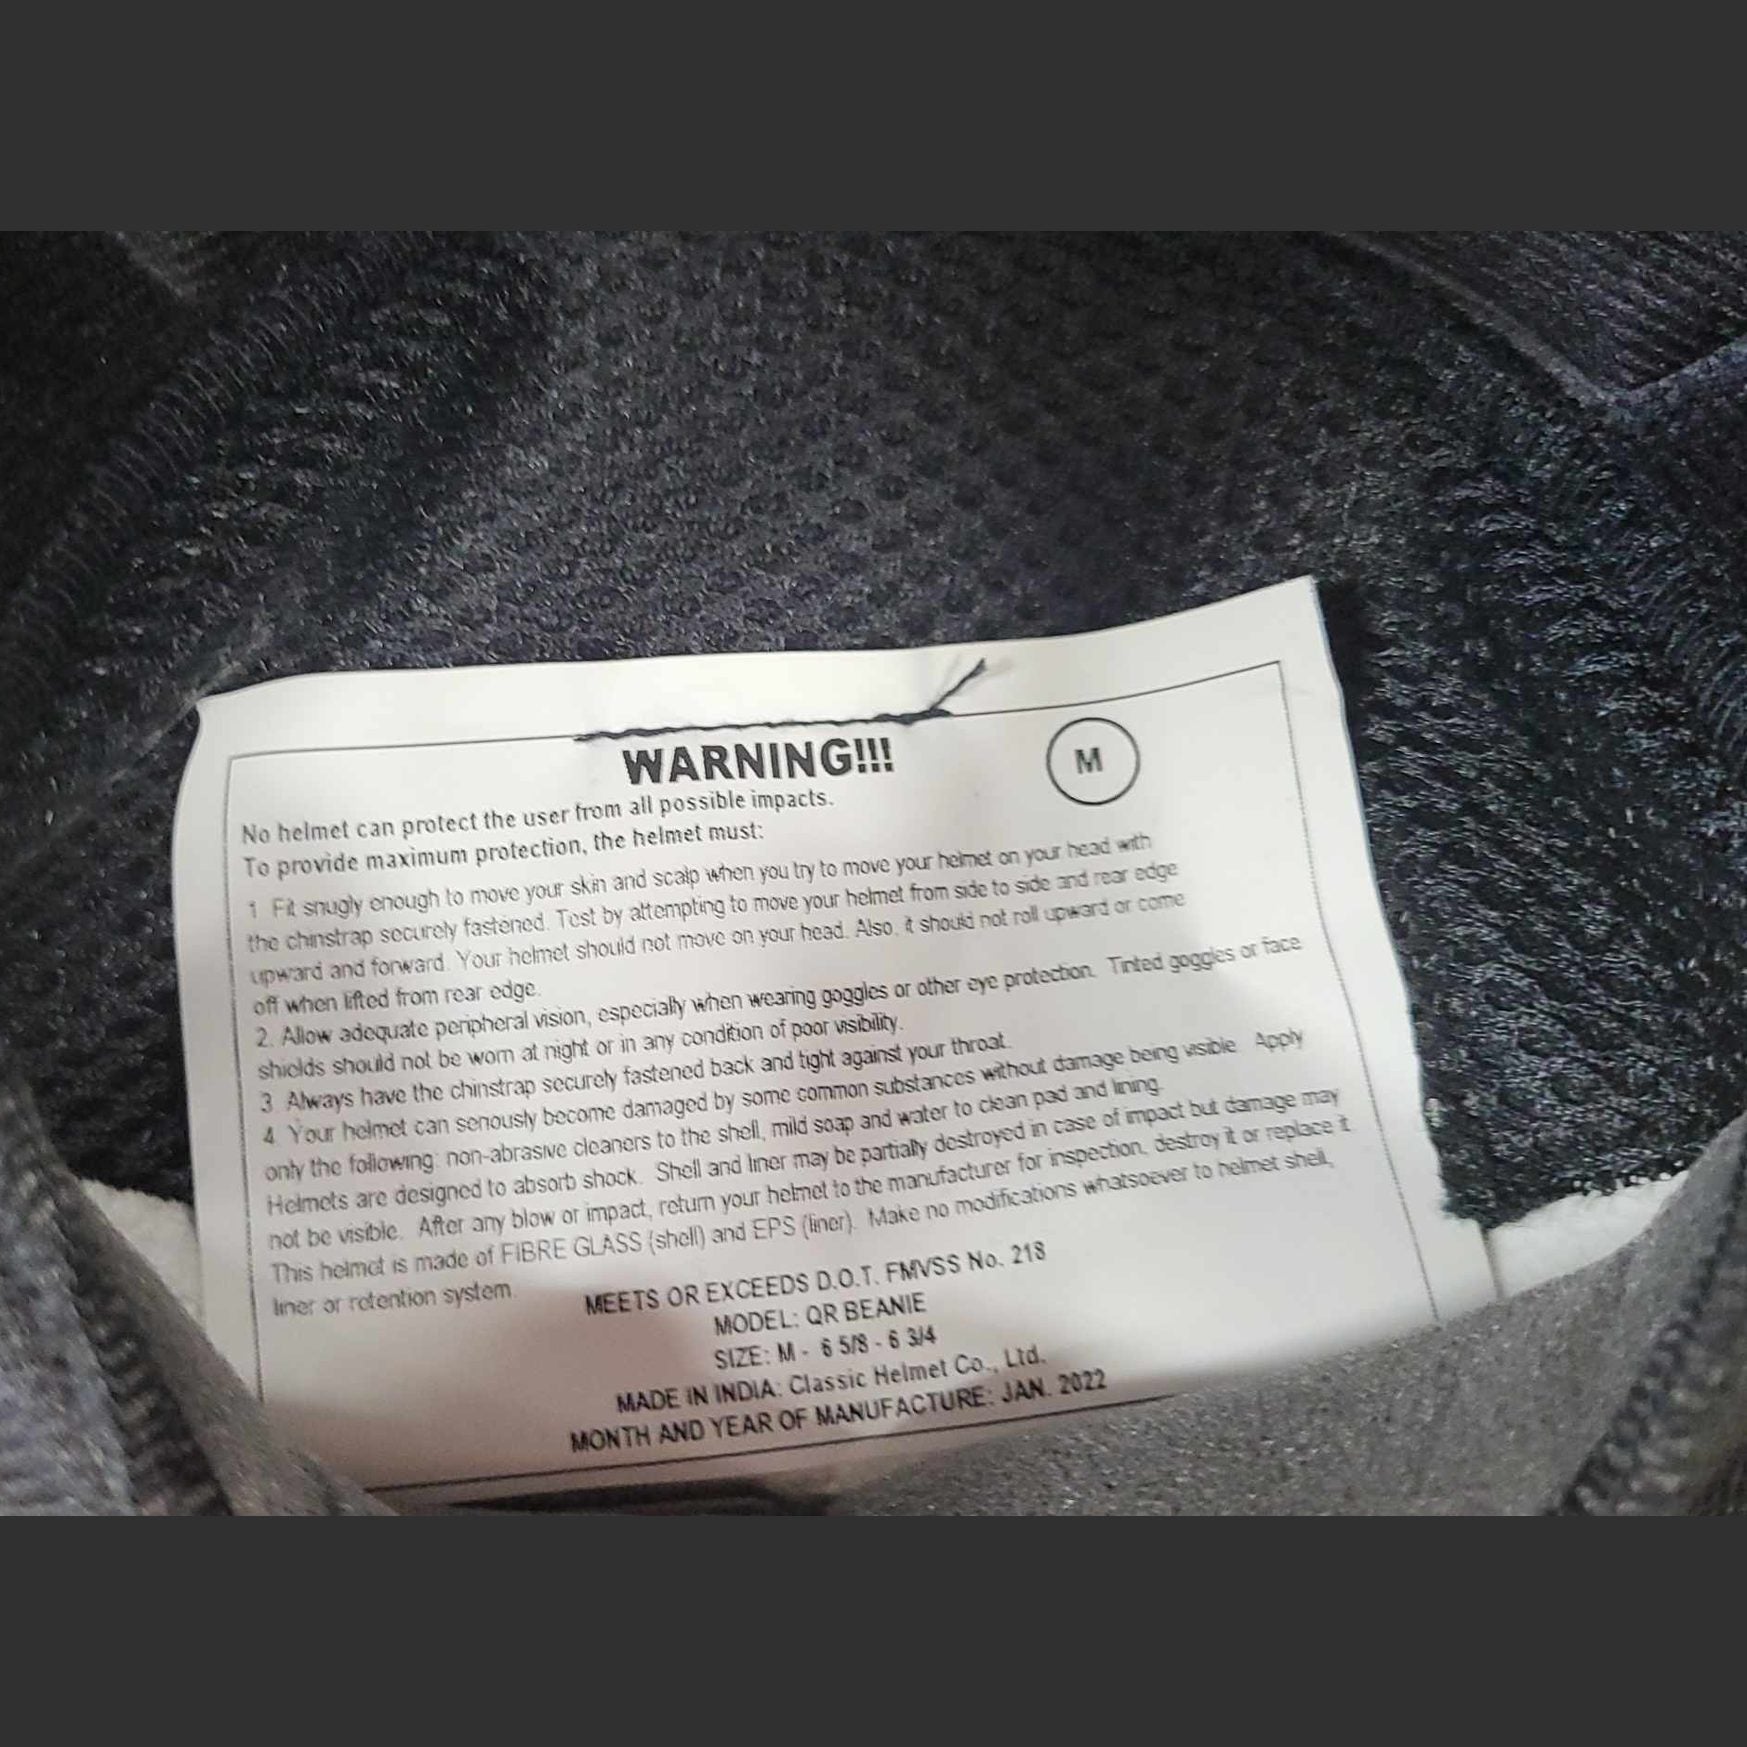 WARNING!!!
M
No helmet can protect the user from all possible impacts.
To provide maximum protection, the helmet must:
1 Fit snugly enough to move your skin and scalp when you try to move your helmet on your head with
the chinstrap securely fastened. Test by attempting to move your helmet from side to side and rear edge
upward and forward. Your helmet should not move on your head. Also, it should not roll upward or come
off when lifted from rear edge.
2. Allow adequate peripheral vision, especially when wearing goggles or other eye protection. Tinted goggles or face
shields should not be worn at night or in any condition of poor visibility.
3 Always have the chinstrap securely fastened back and tight against your throat.
4 Your helmet can seriously become damaged by some common substances without damage being visible. Apply
only the following: non-abrasive cleaners to the shell, mild soap and water to clean pad and lining.
Helmets are designed to absorb shock. Shell and liner may be partially destroyed in case of impact but damage may
not be visible. After any blow or impact, return your helmet to the manufacturer for inspection, destroy it or replace it
This helmet is made of FIBRE GLASS (shell) and EPS (liner). Make no modifications whatsoever to helmet shell,
liner or retention system.
MEETS OR EXCEEDS D.O.T. FMVSS No. 218
MODEL: QR BEANIE
SIZE: M - 6 5/8 - 6 3/4
MADE IN INDIA: Classic Helmet Co., Ltd.
MONTH AND YEAR OF MANUFACTURE: JAN. 2022